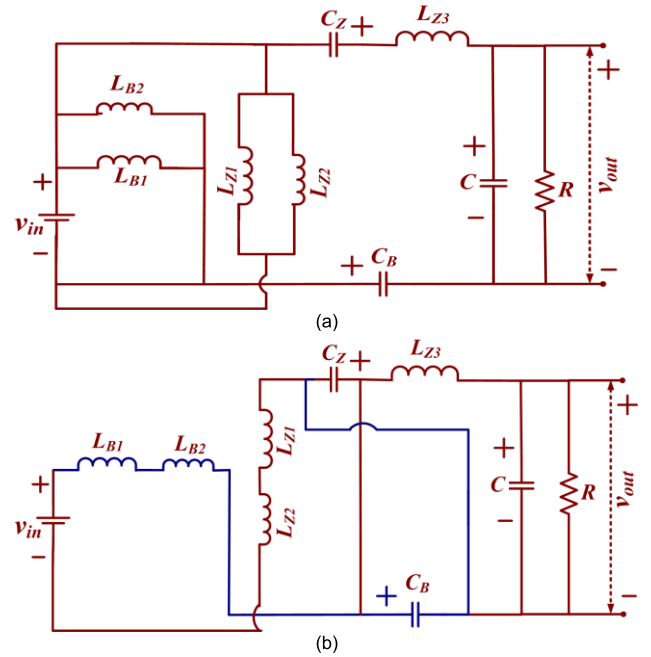 C_Z + L_Z3
L_B2
L_B1
L_Z1
L_Z2
+
v_in
−
+
C
−
R
+
v_out
−
+ C_B
(a)
C_Z + L_Z3
L_B1 L_B2
L_Z1
L_Z2
+
v_in
−
+
C
−
R
+
v_out
−
+ C_B
(b)